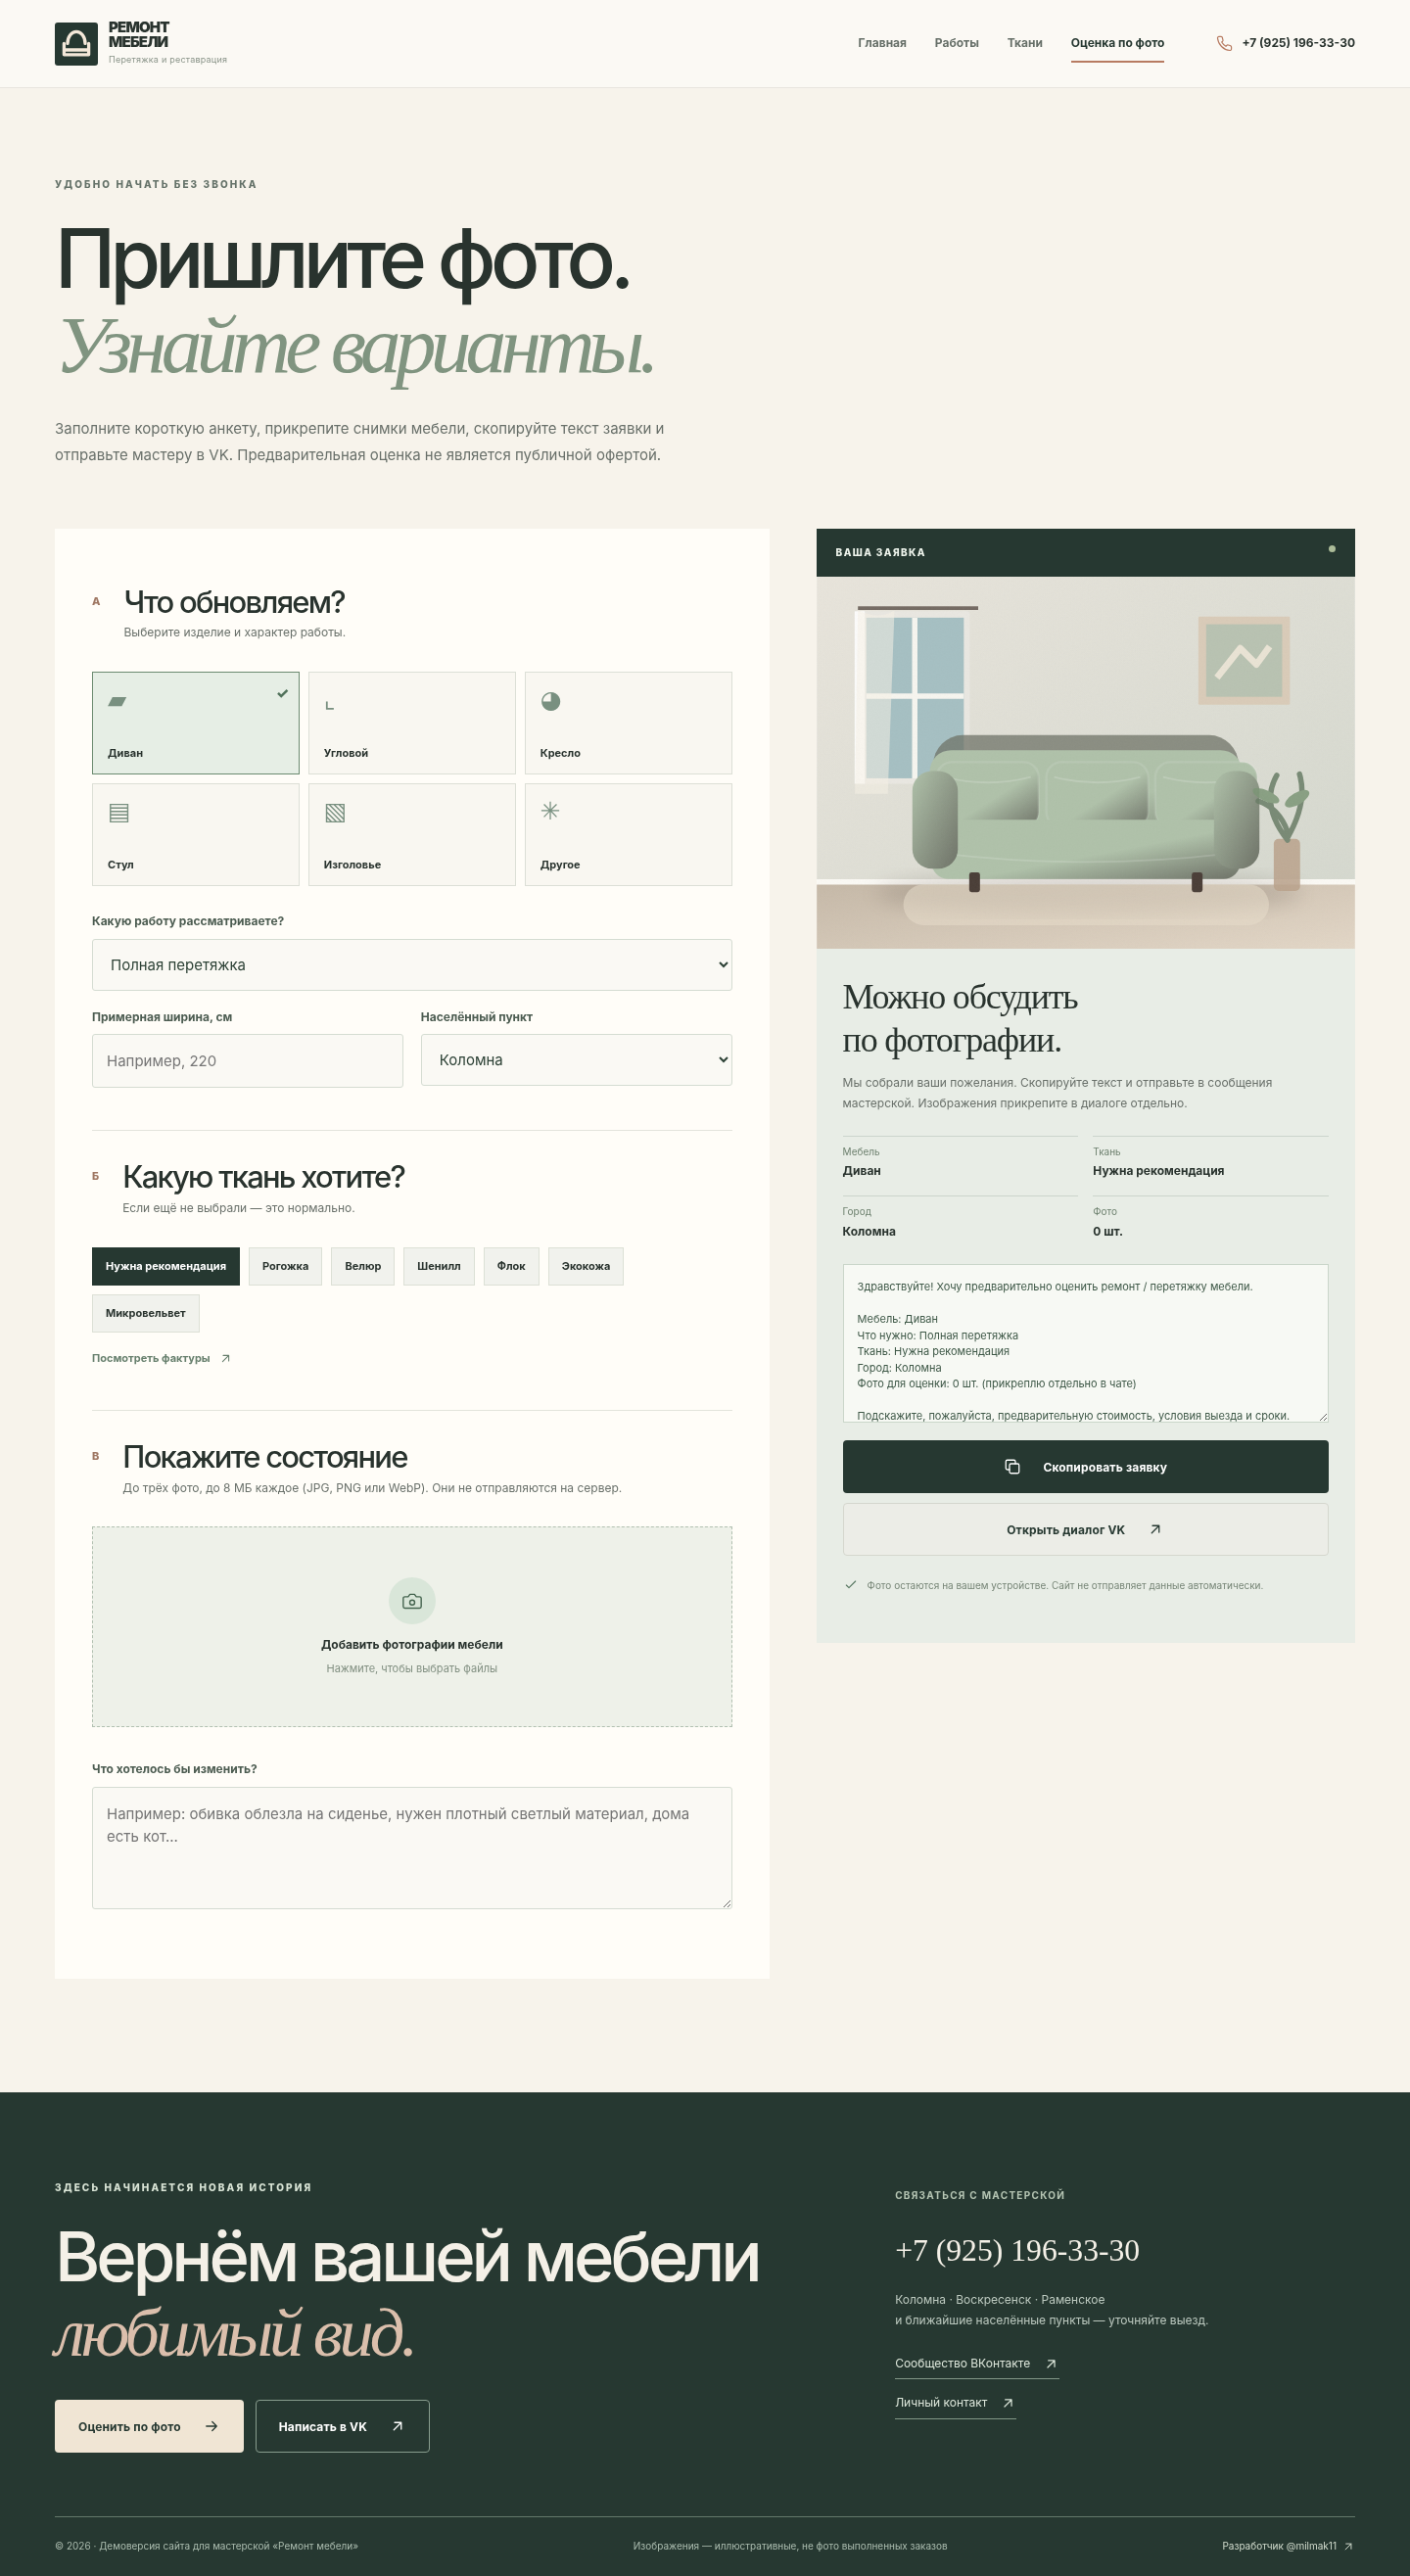 РЕМОНТ
МЕБЕЛИ
Перетяжка и реставрация
Главная
Работы
Ткани
Оценка по фото
+7 (925) 196-33-30
УДОБНО НАЧАТЬ БЕЗ ЗВОНКА
Пришлите фото.
Узнайте варианты.
Заполните короткую анкету, прикрепите снимки мебели, скопируйте текст заявки и
отправьте мастеру в VK. Предварительная оценка не является публичной офертой.
А
Что обновляем?
Выберите изделие и характер работы.
Диван
Угловой
Кресло
Стул
Изголовье
Другое
Какую работу рассматриваете?
Полная перетяжка
Примерная ширина, см
Населённый пункт
Например, 220
Коломна
Б
Какую ткань хотите?
Если ещё не выбрали — это нормально.
Нужна рекомендация
Рогожка
Велюр
Шенилл
Флок
Экокожа
Микровельвет
Посмотреть фактуры
В
Покажите состояние
До трёх фото, до 8 МБ каждое (JPG, PNG или WebP). Они не отправляются на сервер.
Добавить фотографии мебели
Нажмите, чтобы выбрать файлы
Что хотелось бы изменить?
Например: обивка облезла на сиденье, нужен плотный светлый материал, дома
есть кот...
ВАША ЗАЯВКА
Можно обсудить
по фотографии.
Мы собрали ваши пожелания. Скопируйте текст и отправьте в сообщения
мастерской. Изображения прикрепите в диалоге отдельно.
Мебель
Диван
Ткань
Нужна рекомендация
Город
Коломна
Фото
0 шт.
Здравствуйте! Хочу предварительно оценить ремонт / перетяжку мебели.
Мебель: Диван
Что нужно: Полная перетяжка
Ткань: Нужна рекомендация
Город: Коломна
Фото для оценки: 0 шт. (прикреплю отдельно в чате)
Подскажите, пожалуйста, предварительную стоимость, условия выезда и сроки.
Скопировать заявку
Открыть диалог VK
Фото остаются на вашем устройстве. Сайт не отправляет данные автоматически.
ЗДЕСЬ НАЧИНАЕТСЯ НОВАЯ ИСТОРИЯ
Вернём вашей мебели
любимый вид.
Оценить по фото
Написать в VK
СВЯЗАТЬСЯ С МАСТЕРСКОЙ
+7 (925) 196-33-30
Коломна · Воскресенск · Раменское
и ближайшие населённые пункты — уточняйте выезд.
Сообщество ВКонтакте
Личный контакт
© 2026 · Демоверсия сайта для мастерской «Ремонт мебели»
Изображения — иллюстративные, не фото выполненных заказов
Разработчик @milmak11